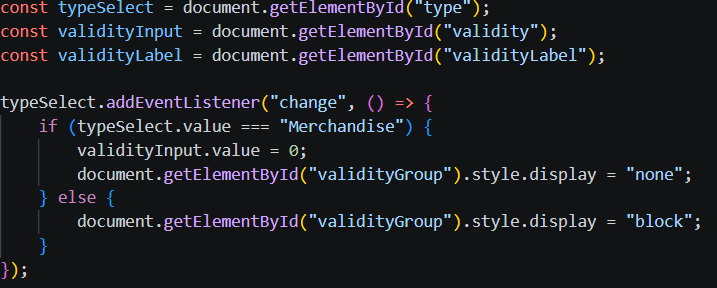 const typeSelect = document.getElementById("type");
const validityInput = document.getElementById("validity");
const validityLabel = document.getElementById("validityLabel");

typeSelect.addEventListener("change", () => {
    if (typeSelect.value === "Merchandise") {
        validityInput.value = 0;
        document.getElementById("validityGroup").style.display = "none";
    } else {
        document.getElementById("validityGroup").style.display = "block";
    }
});